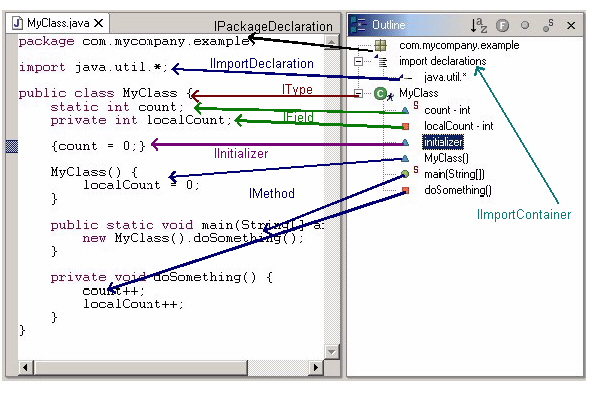 MyClass.java
IPackageDeclaration
Outline
package com.mycompany.example;
com.mycompany.example
import declarations
import java.util.*;
IImportDeclaration
java.util.*
public class MyClass {
IType
MyClass
static int count;
count - int
private int localCount;
IField
localCount - int
{count = 0;}
IInitializer
initializer
MyClass() {
MyClass()
localCount = 0;
IMethod
main(String[])
}
doSomething()
IImportContainer
public static void main(String[] a
new MyClass().doSomething();
}
private void doSomething() {
count++;
localCount++;
}
}